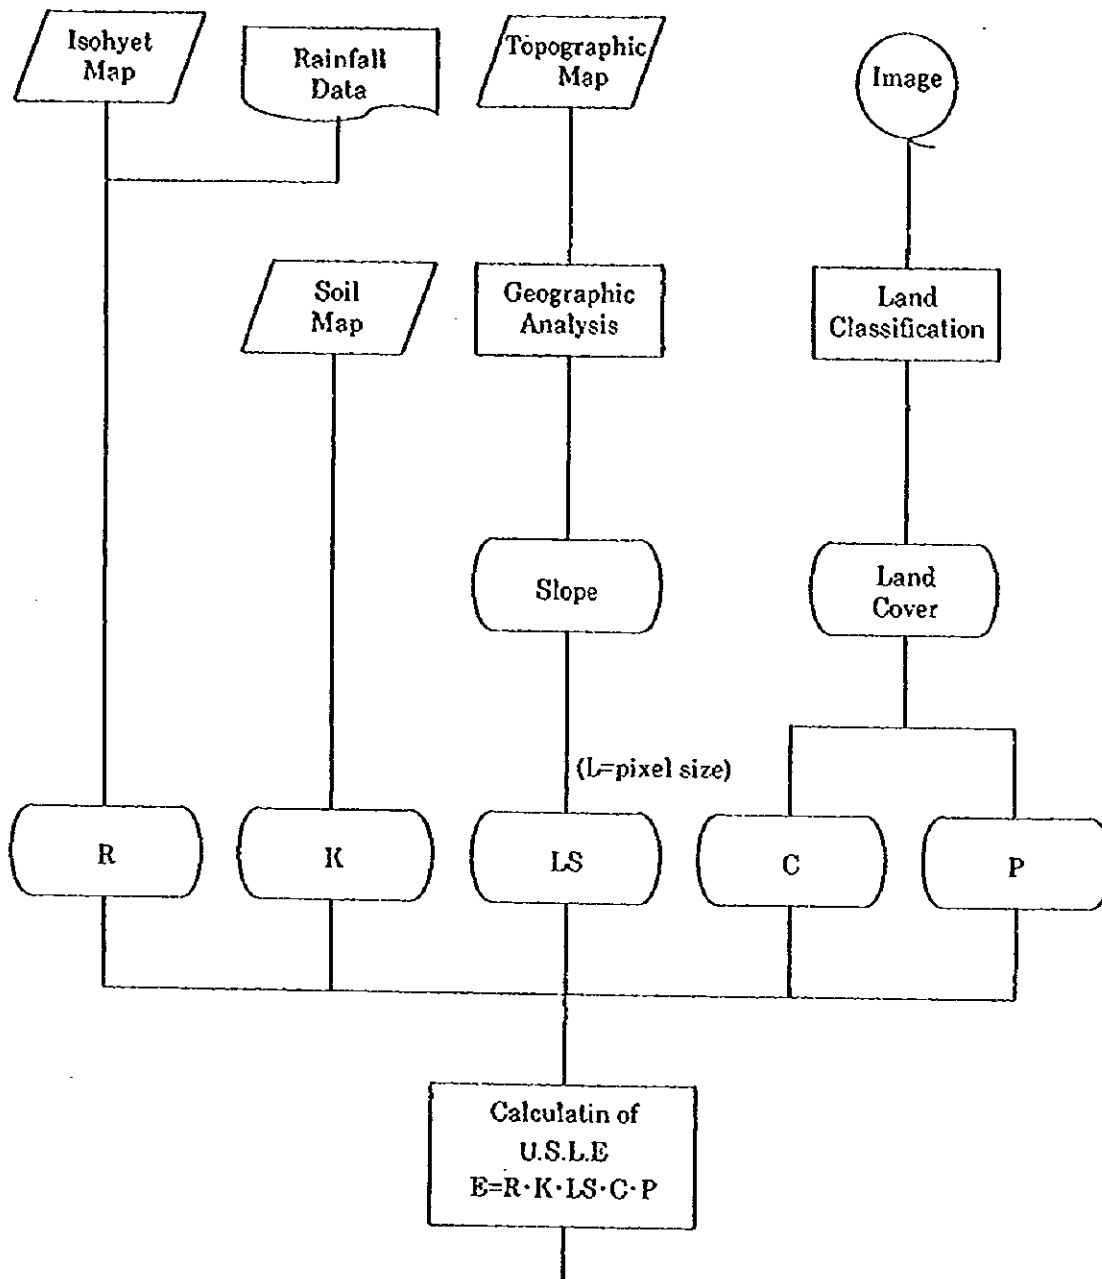 Isohyet
Map
Rainfall
Data
Topographic
Map
Image
Soil
Map
Geographic
Analysis
Land
Classification
Slope
Land
Cover
(L=pixel size)
R
K
LS
C
P
Calculatin of
U.S.L.E
E=R·K·LS·C·P